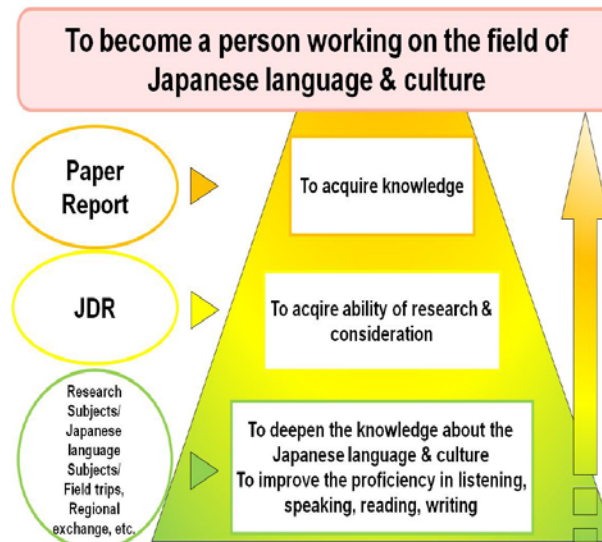 To become a person working on the field of
Japanese language & culture
Paper
Report
To acquire knowledge
JDR
To acqire ability of research &
consideration
Research
Subjects/
Japanese
language
Subjects/
Field trips,
Regional
exchange, etc.
To deepen the knowledge about the
Japanese language & culture
To improve the proficiency in listening,
speaking, reading, writing